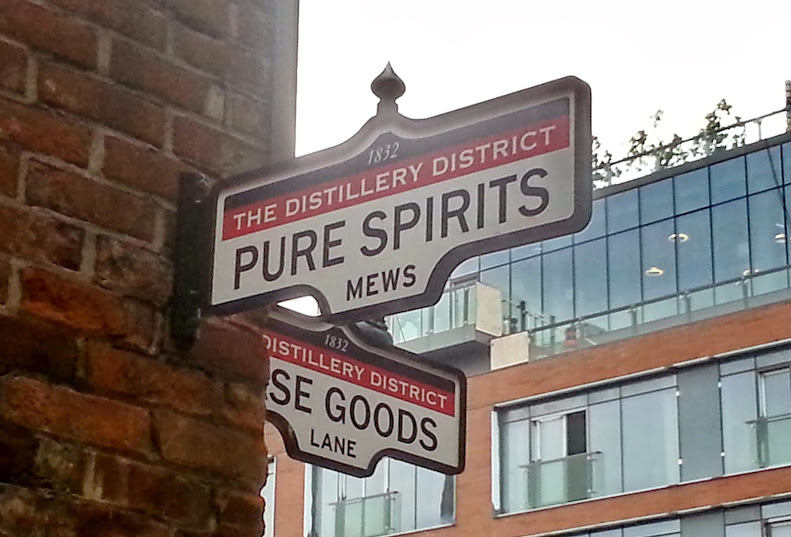 1832
THE DISTILLERY DISTRICT
PURE SPIRITS
MEWS
1832
DISTILLERY DISTRICT
SE GOODS
LANE